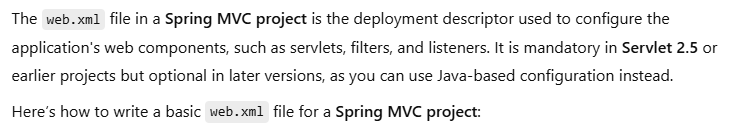 The web.xml file in a Spring MVC project is the deployment descriptor used to configure the
application's web components, such as servlets, filters, and listeners. It is mandatory in Servlet 2.5 or
earlier projects but optional in later versions, as you can use Java-based configuration instead.
Here's how to write a basic web.xml file for a Spring MVC project: